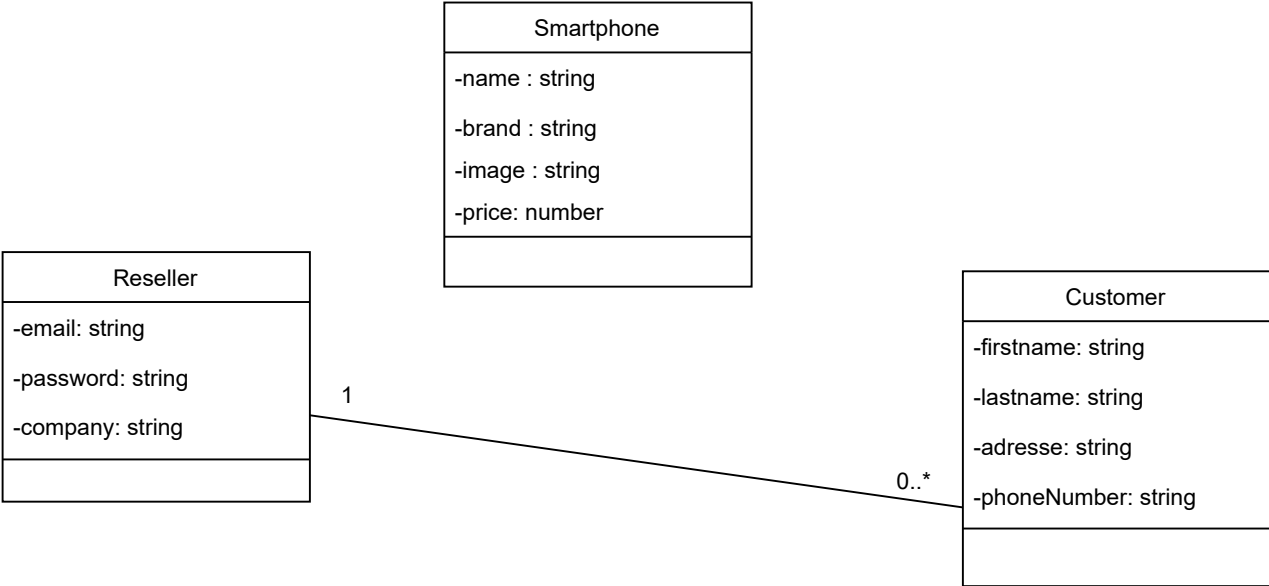 Smartphone
-name : string
-brand : string
-image : string
-price: number
Reseller
-email: string
-password: string
-company: string
1
0..*
Customer
-firstname: string
-lastname: string
-adresse: string
-phoneNumber: string